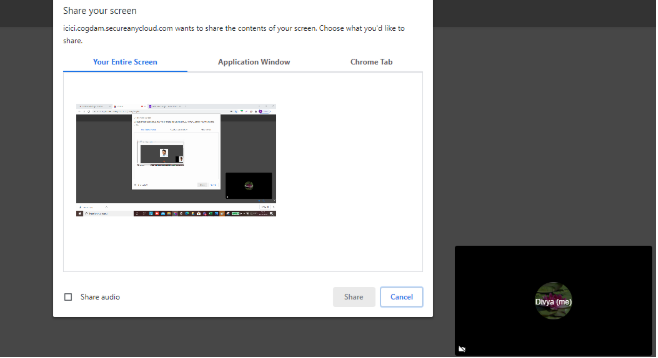 Share your screen
icici.cogdam.secureanycloud.com wants to share the contents of your screen. Choose what you'd like to
share.
Your Entire Screen
Application Window
Chrome Tab
Share audio
Share
Cancel
Divya (me)